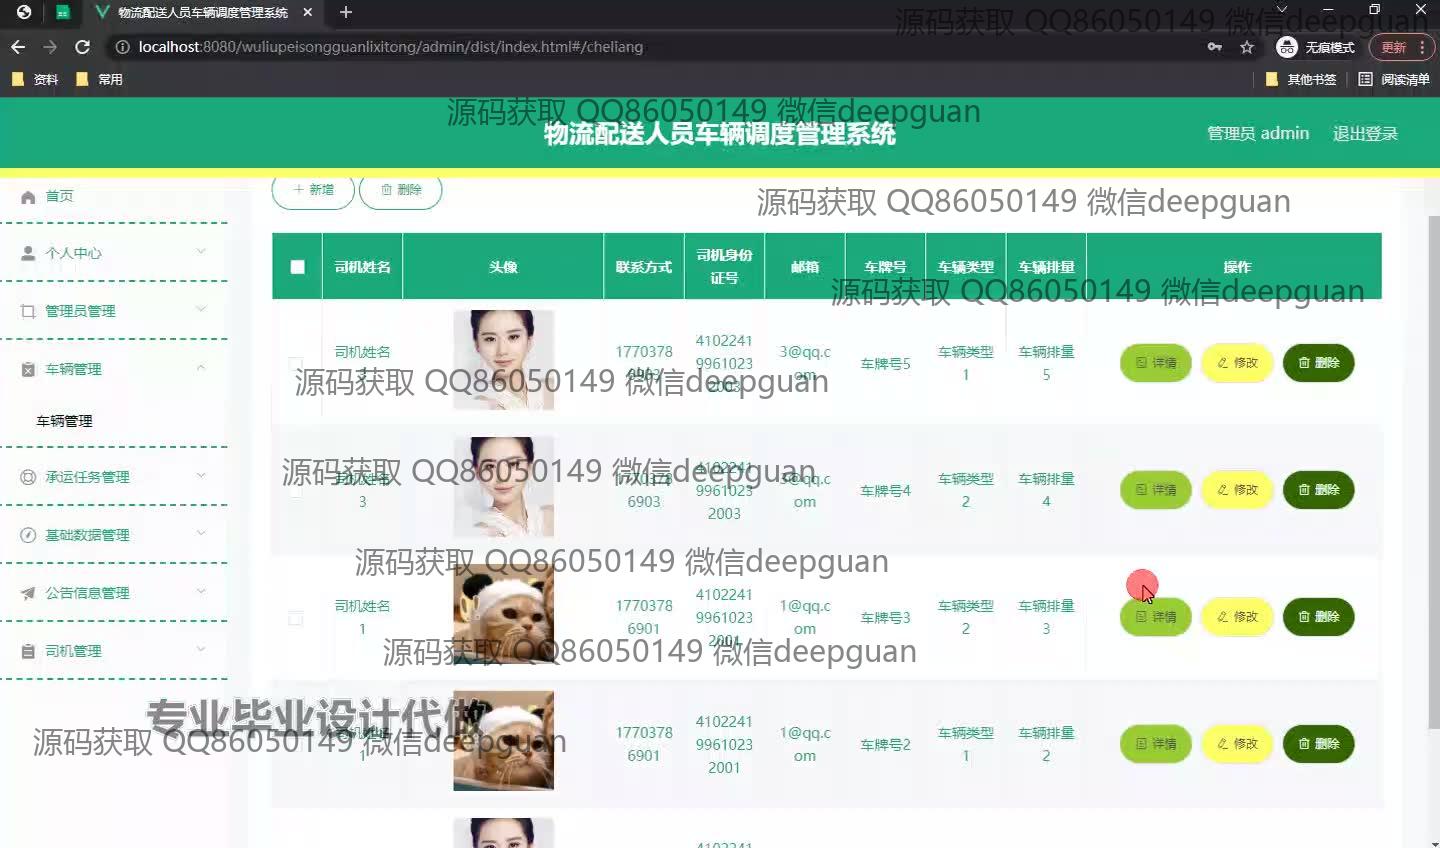 物流配送人员车辆调度管理系统
源码获取 QQ86050149 微信deepguan
localhost:8080/wuliupeisongguanlixitong/admin/dist/index.html#/cheliang
无痕模式
更新
资料
常用
其他书签
阅读清单
源码获取 QQ86050149 微信deepguan
物流配送人员车辆调度管理系统
管理员 admin
退出登录
首页
个人中心
管理员管理
车辆管理
车辆管理
承运任务管理
基础数据管理
公告信息管理
司机管理
新增
删除
源码获取 QQ86050149 微信deepguan
司机姓名
头像
联系方式
司机身份
证号
邮箱
车牌号
车辆类型
车辆排量
操作
源码获取 QQ86050149 微信deepguan
司机姓名
1770378
4102241
9961023
2003
3@qq.c
om
车牌号5
车辆类型
1
车辆排量
5
详情
修改
删除
源码获取 QQ86050149 微信deepguan
源码获取 QQ86050149 微信deepguan
司机姓名
3
1770378
6903
4102241
9961023
2003
3@qq.c
om
车牌号4
车辆类型
2
车辆排量
4
详情
修改
删除
源码获取 QQ86050149 微信deepguan
司机姓名
1
1770378
6901
4102241
9961023
2001
1@qq.c
om
车牌号3
车辆类型
2
车辆排量
3
详情
修改
删除
源码获取 QQ86050149 微信deepguan
专业毕业设计代做
源码获取 QQ86050149 微信deepguan
司机姓名
1
1770378
6901
4102241
9961023
2001
1@qq.c
om
车牌号2
车辆类型
1
车辆排量
2
详情
修改
删除